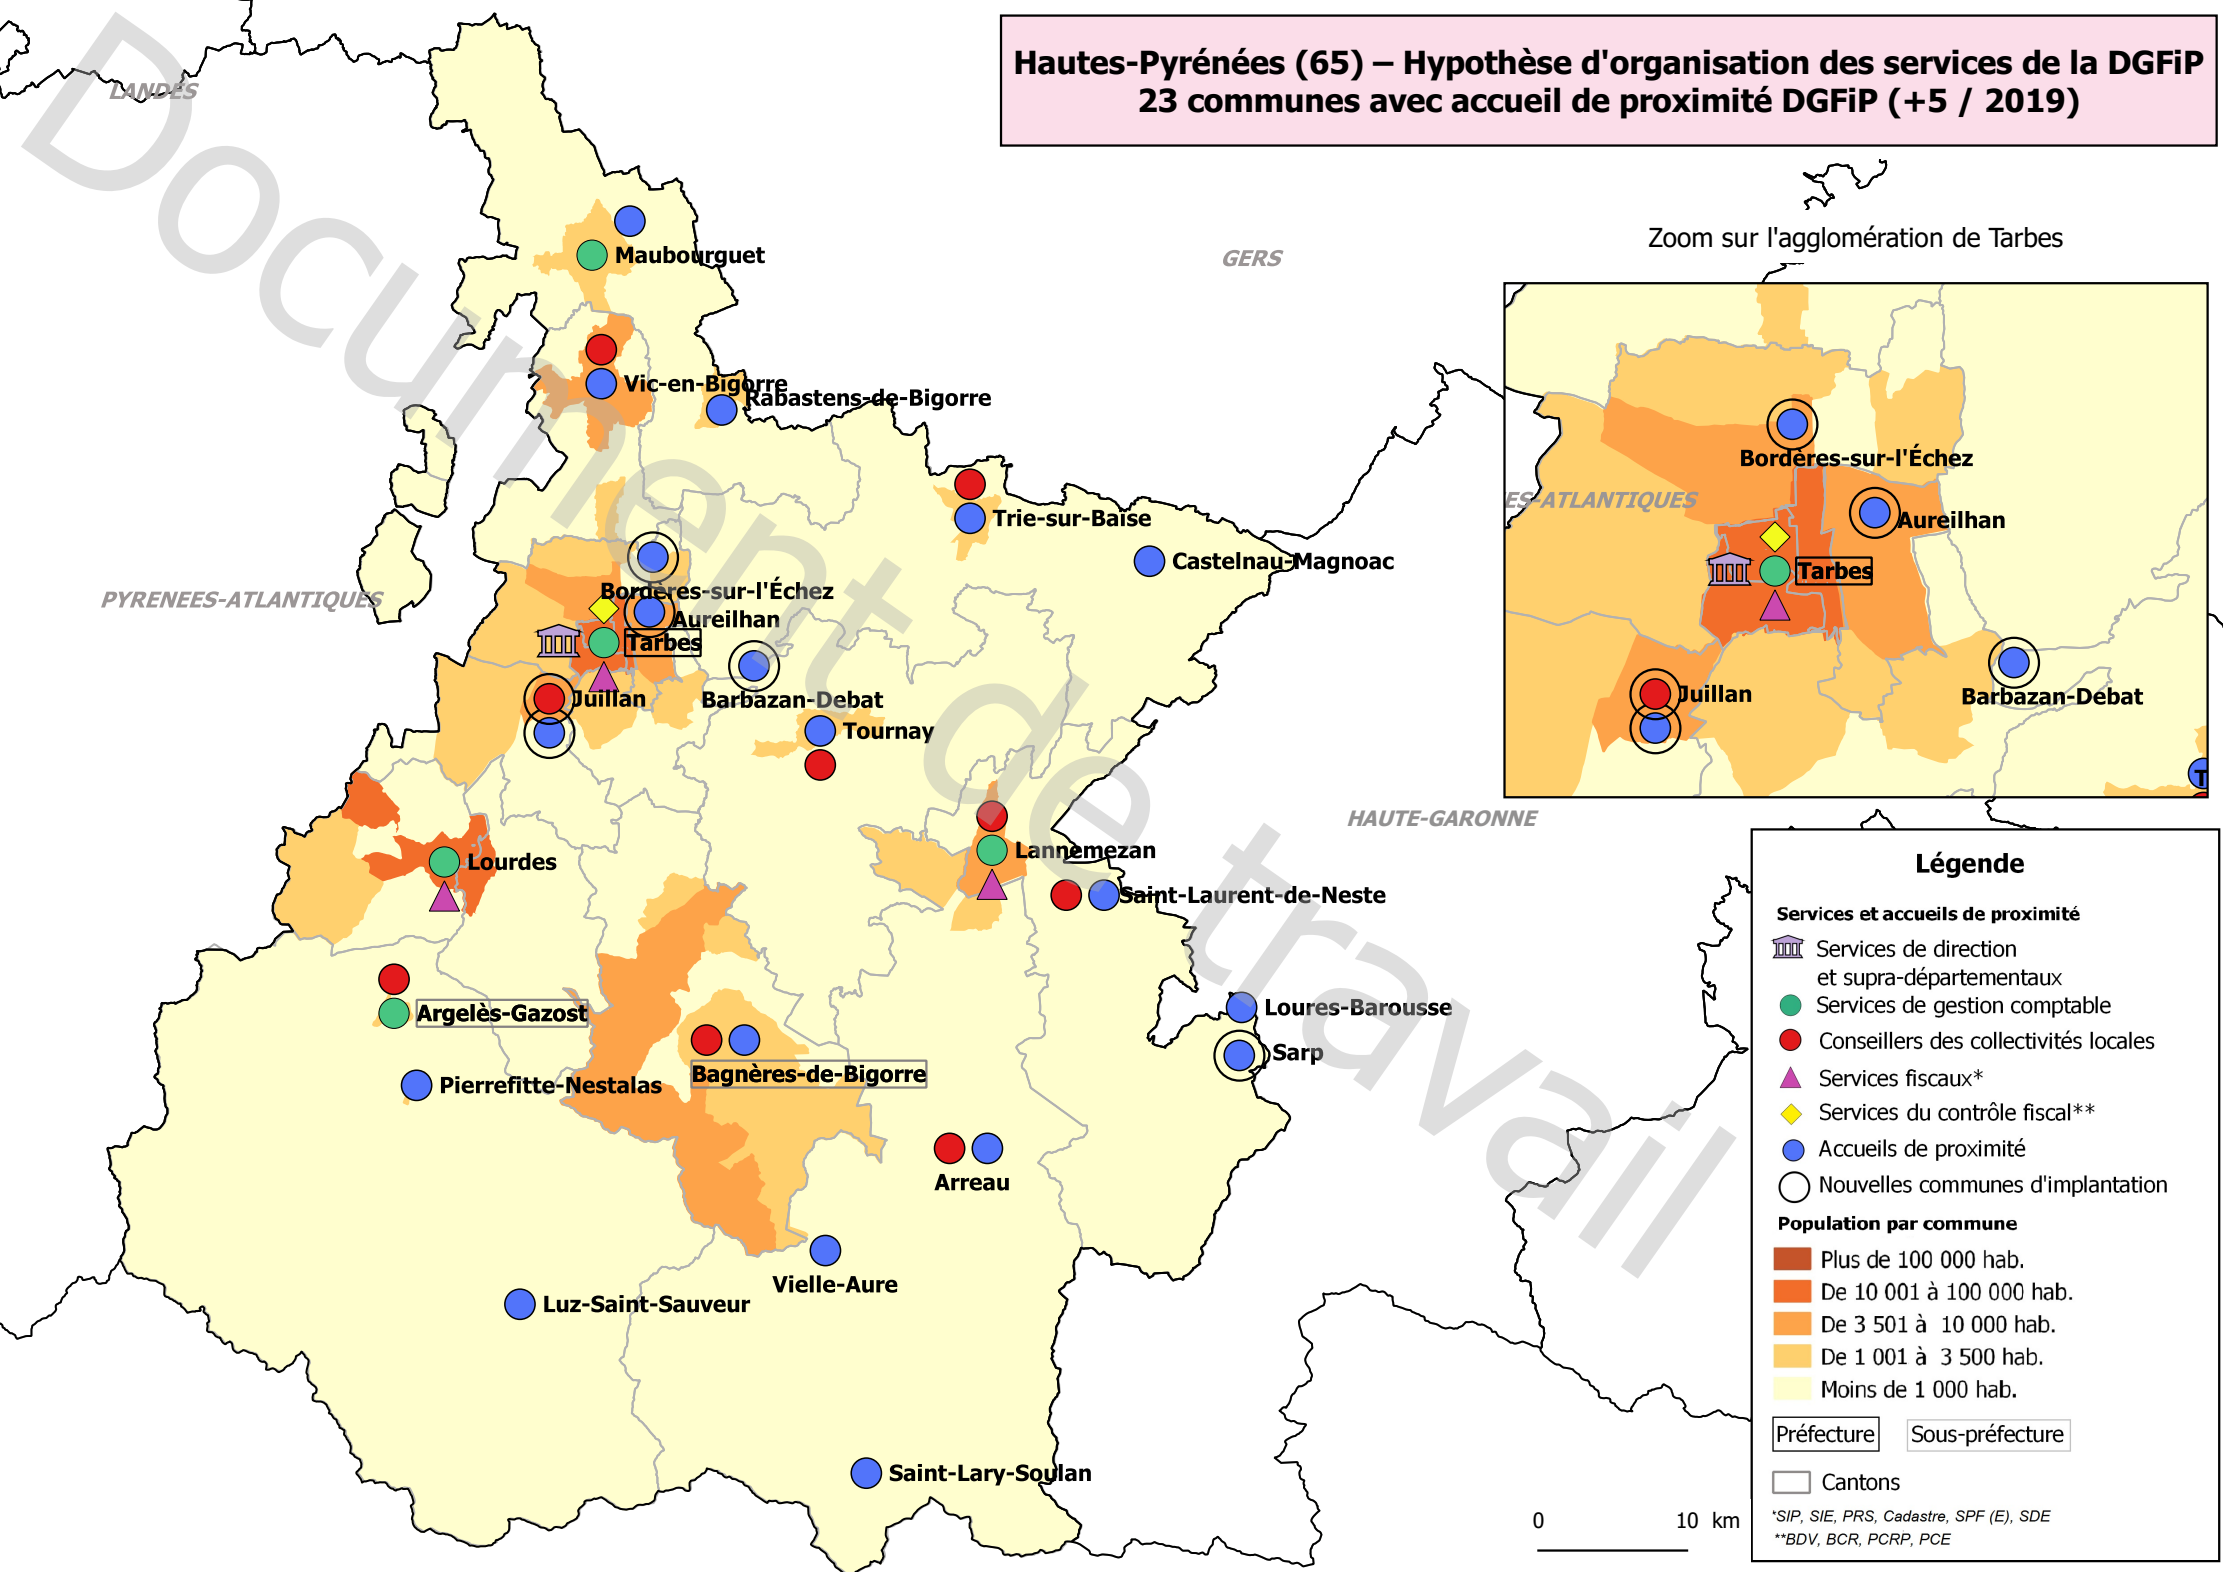 Hautes-Pyrénées (65) – Hypothèse d'organisation des services de la DGFiP
23 communes avec accueil de proximité DGFiP (+5 / 2019)
Document de travail
LANDES
GERS
PYRENEES-ATLANTIQUES
HAUTE-GARONNE
Maubourguet
Vic-en-Bigorre
Rabastens-de-Bigorre
Trie-sur-Baïse
Castelnau-Magnoac
Bordères-sur-l'Échez
Aureilhan
Tarbes
Juillan
Barbazan-Debat
Tournay
Lourdes
Lannemezan
Saint-Laurent-de-Neste
Argelès-Gazost
Loures-Barousse
Sarp
Bagnères-de-Bigorre
Pierrefitte-Nestalas
Arreau
Vielle-Aure
Luz-Saint-Sauveur
Saint-Lary-Soulan
Zoom sur l'agglomération de Tarbes
Bordères-sur-l'Échez
ES-ATLANTIQUES
Aureilhan
Tarbes
Juillan
Barbazan-Debat
T
Légende
Services et accueils de proximité
Services de direction
et supra-départementaux
Services de gestion comptable
Conseillers des collectivités locales
Services fiscaux*
Services du contrôle fiscal**
Accueils de proximité
Nouvelles communes d'implantation
Population par commune
Plus de 100 000 hab.
De 10 001 à 100 000 hab.
De 3 501 à 10 000 hab.
De 1 001 à 3 500 hab.
Moins de 1 000 hab.
Préfecture
Sous-préfecture
Cantons
*SIP, SIE, PRS, Cadastre, SPF (E), SDE
**BDV, BCR, PCRP, PCE
0 10 km